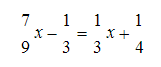 7/9 x − 1/3 = 1/3 x + 1/4